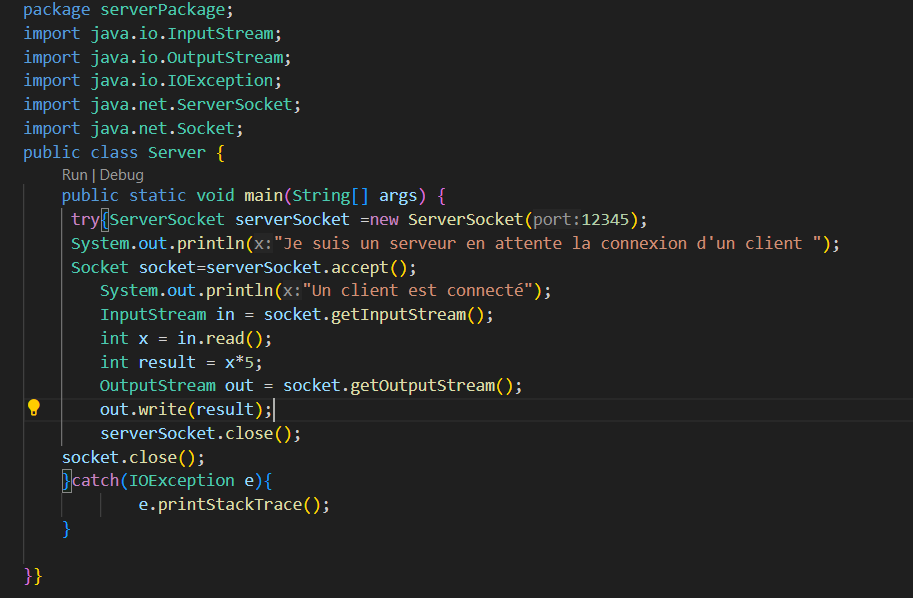 package serverPackage;
import java.io.InputStream;
import java.io.OutputStream;
import java.io.IOException;
import java.net.ServerSocket;
import java.net.Socket;
public class Server {
Run | Debug
public static void main(String[] args) {
try{ServerSocket serverSocket =new ServerSocket(port:12345);
System.out.println(x:"Je suis un serveur en attente la connexion d'un client ");
Socket socket=serverSocket.accept();
System.out.println(x:"Un client est connecté");
InputStream in = socket.getInputStream();
int x = in.read();
int result = x*5;
OutputStream out = socket.getOutputStream();
out.write(result);
serverSocket.close();
socket.close();
}catch(IOException e){
e.printStackTrace();
}
}}